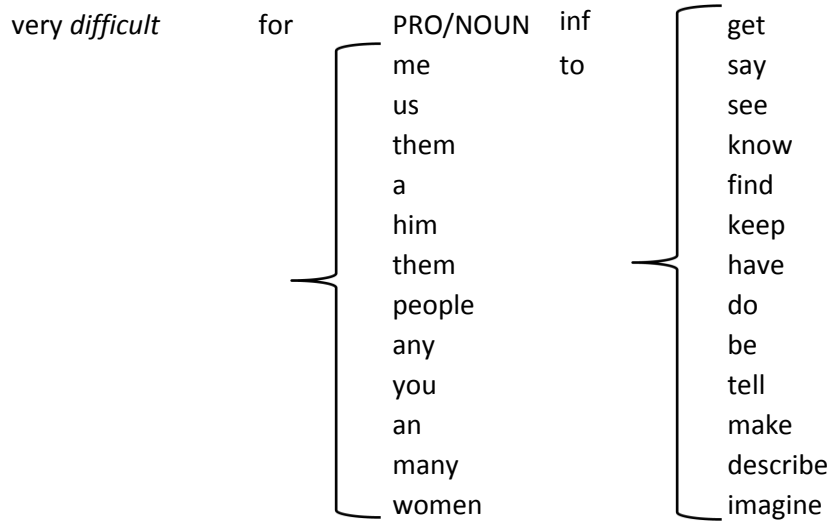 very difficult for PRO/NOUN inf get
me to say
us see
them know
a find
him keep
them have
people do
any be
you tell
an make
many describe
women imagine